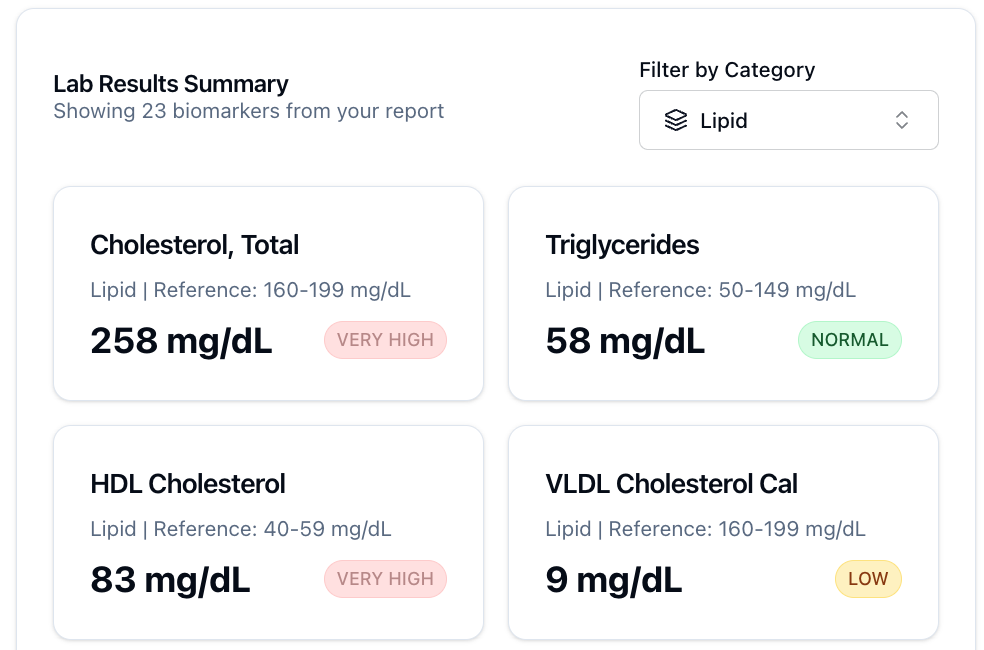 Lab Results Summary
Showing 23 biomarkers from your report
Filter by Category
Lipid
Cholesterol, Total
Lipid | Reference: 160-199 mg/dL
258 mg/dL
VERY HIGH
Triglycerides
Lipid | Reference: 50-149 mg/dL
58 mg/dL
NORMAL
HDL Cholesterol
Lipid | Reference: 40-59 mg/dL
83 mg/dL
VERY HIGH
VLDL Cholesterol Cal
Lipid | Reference: 160-199 mg/dL
9 mg/dL
LOW